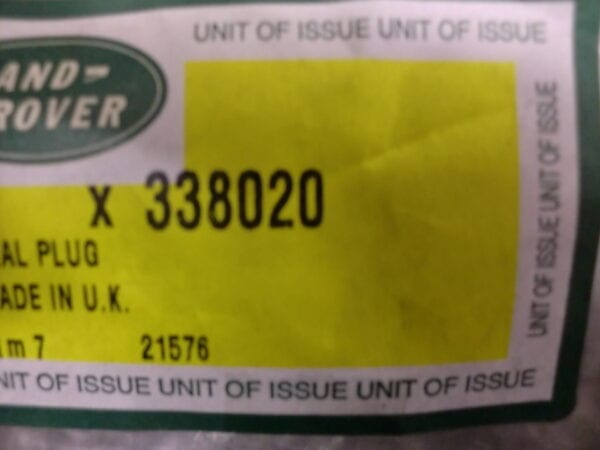 UNIT OF ISSUE UNIT OF ISSUE
AND-
ROVER
X 338020
AL PLUG
ADE IN U.K.
m 7 21576
NIT OF ISSUE UNIT OF ISSUE UNIT OF ISSUE
UNIT OF ISSUE UNIT OF ISSUE